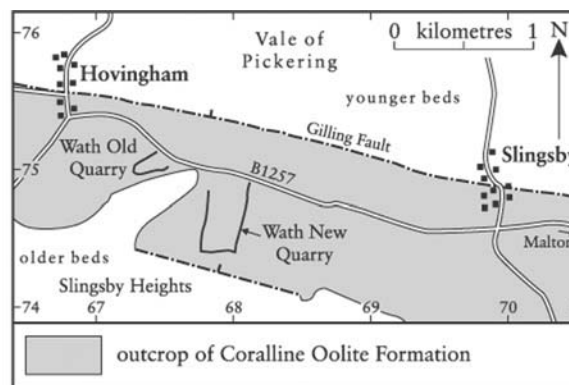 76
0 kilometres 1
N
Hovingham
Vale of
Pickering
younger beds
Gilling Fault
Slingsby
Wath Old
Quarry
75
B1257
Wath New
Quarry
Malton
older beds
Slingsby Heights
74
67
68
69
70
outcrop of Coralline Oolite Formation